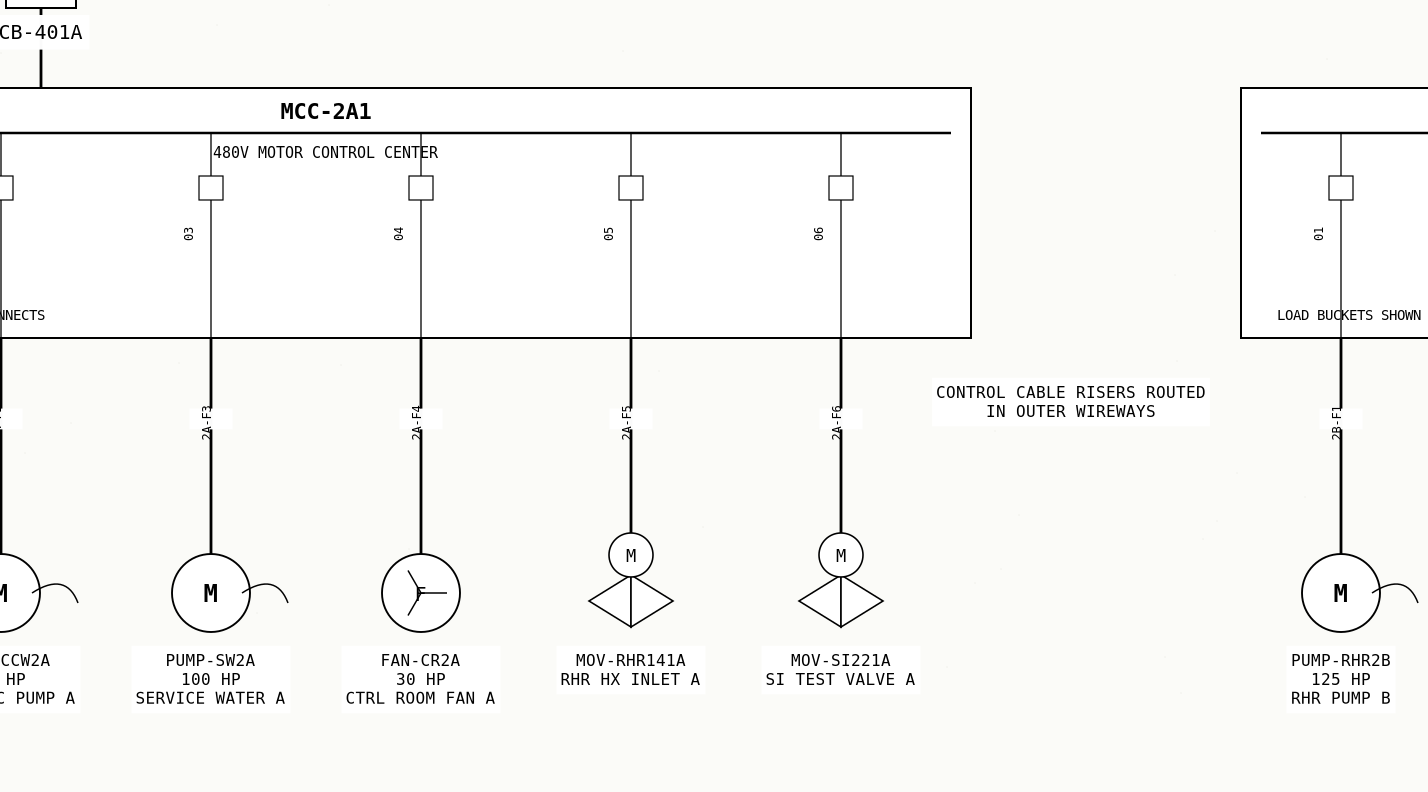 CB-401A
MCC-2A1
480V MOTOR CONTROL CENTER
03
04
05
06
01
LOAD BUCKETS SHOWN
CONTROL CABLE RISERS ROUTED
IN OUTER WIREWAYS
2A-F3
2A-F4
2A-F5
2A-F6
2B-F1
M
M
F
M
M
M
CCW2A
HP
PUMP A
PUMP-SW2A
100 HP
SERVICE WATER A
FAN-CR2A
30 HP
CTRL ROOM FAN A
MOV-RHR141A
RHR HX INLET A
MOV-SI221A
SI TEST VALVE A
PUMP-RHR2B
125 HP
RHR PUMP B